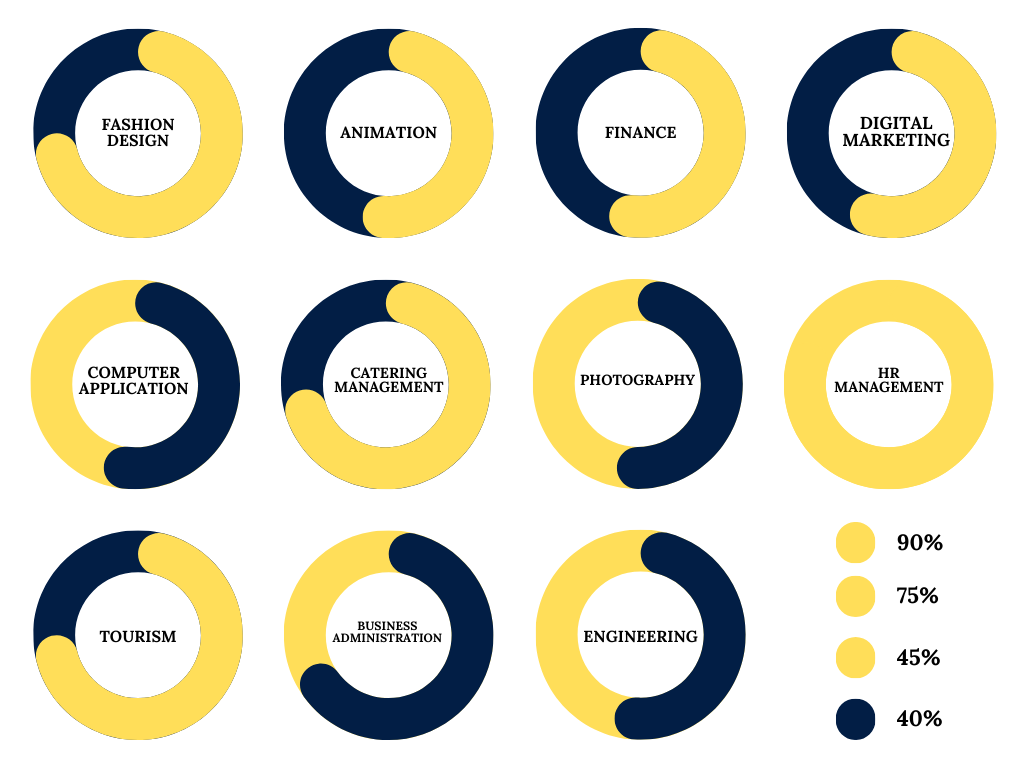 FASHION
DESIGN
ANIMATION
FINANCE
DIGITAL
MARKETING
COMPUTER
APPLICATION
CATERING
MANAGEMENT
PHOTOGRAPHY
HR
MANAGEMENT
TOURISM
BUSINESS
ADMINISTRATION
ENGINEERING
90%
75%
45%
40%